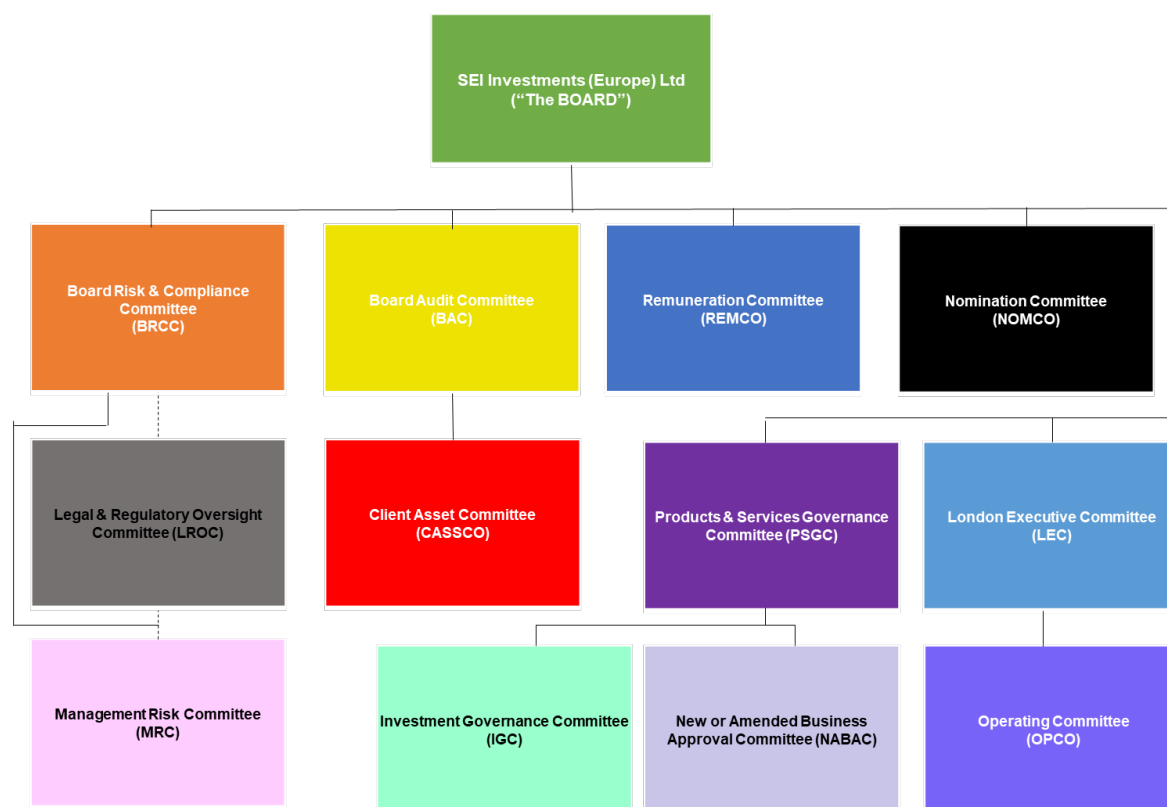 SEI Investments (Europe) Ltd
(“The BOARD”)
Board Risk & Compliance
Committee
(BRCC)
Board Audit Committee
(BAC)
Remuneration Committee
(REMCO)
Nomination Committee
(NOMCO)
Legal & Regulatory Oversight
Committee (LROC)
Client Asset Committee
(CASSCO)
Products & Services Governance
Committee (PSGC)
London Executive Committee
(LEC)
Management Risk Committee
(MRC)
Investment Governance Committee
(IGC)
New or Amended Business
Approval Committee (NABAC)
Operating Committee
(OPCO)